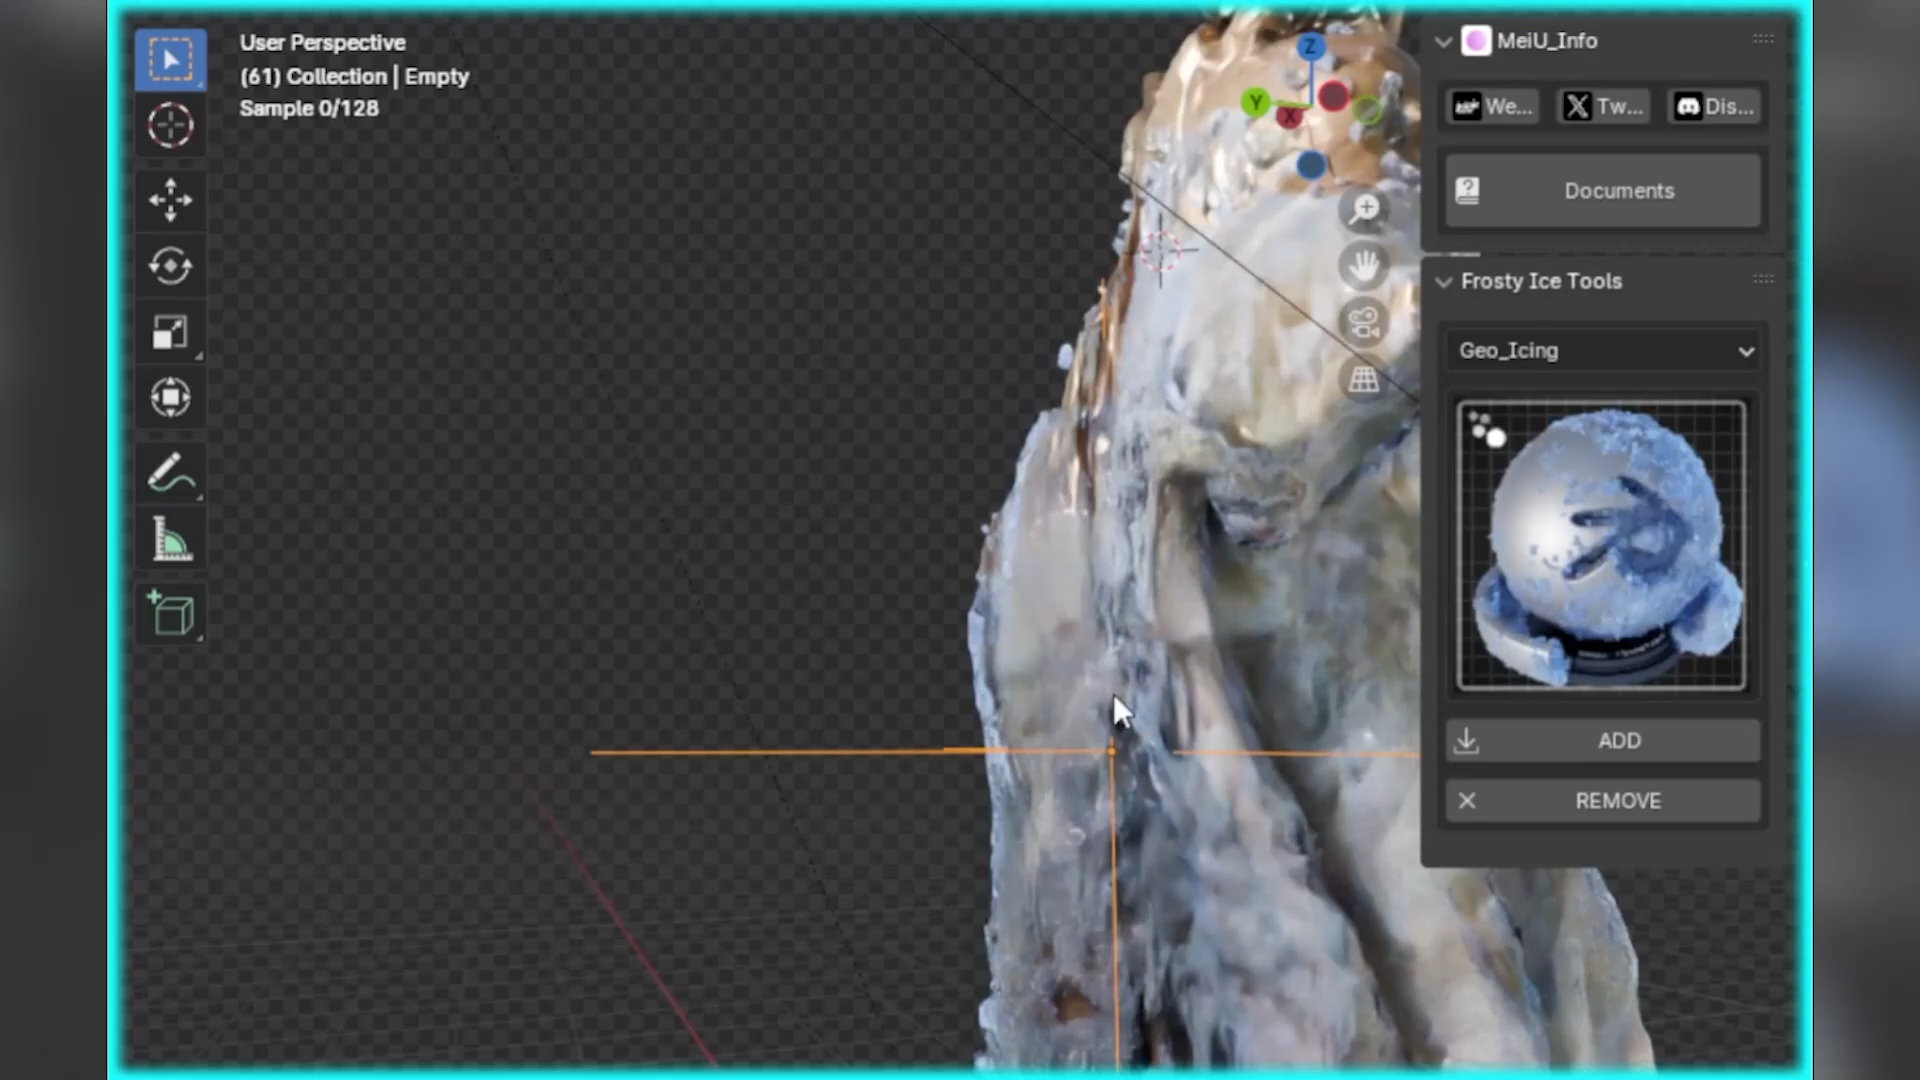 User Perspective
(61) Collection | Empty
Sample 0/128
Z
Y
X
MeiU_Info
We...
Tw...
Dis...
Documents
Frosty Ice Tools
Geo_Icing
ADD
REMOVE